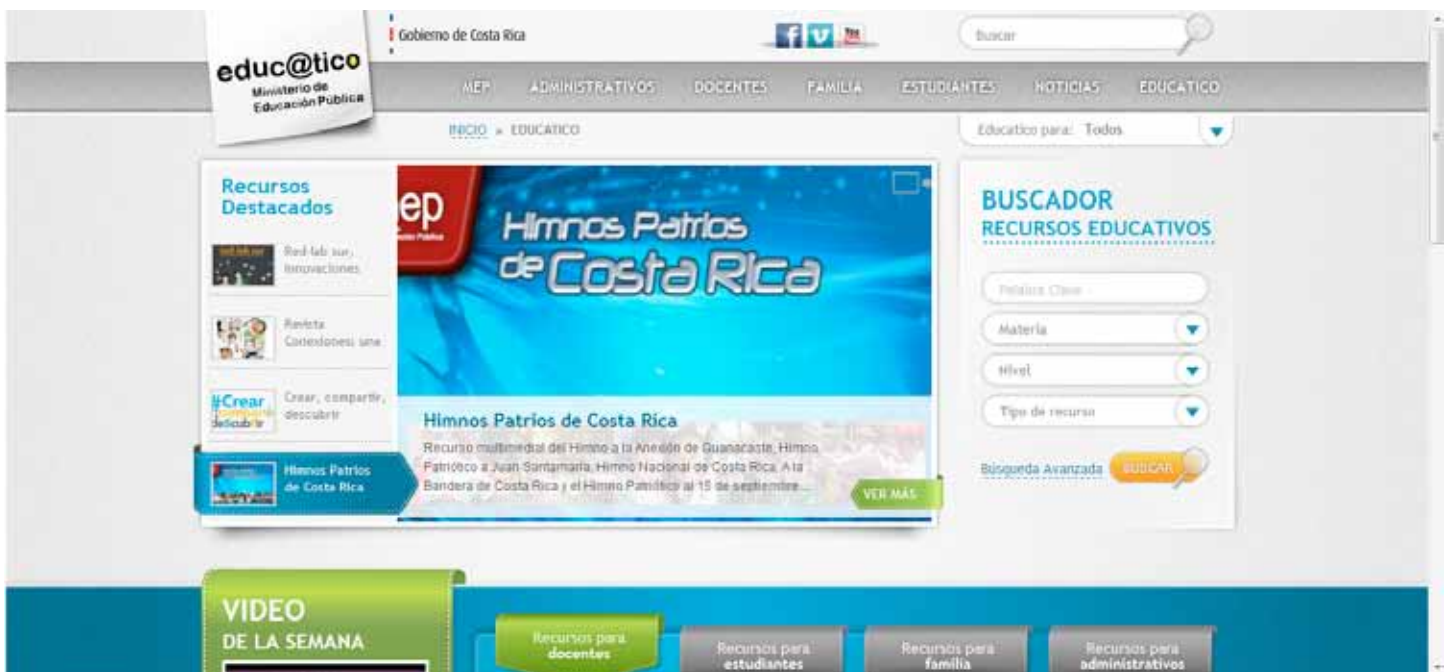 educ@tico
Ministerio de
Educación Pública
Gobierno de Costa Rica
f
You
Buscar
MEP ADMINISTRATIVOS DOCENTES FAMILIA ESTUDIANTES NOTICIAS EDUCATICO
INICIO » EDUCATICO
Educatico para: Todos
Recursos
Destacados
Red-lab sur,
Innovaciones
Revista
Conexiones: una
#Crear
compartir
descubrir
Crear, compartir,
descubrir
Himnos Patrios
de Costa Rica
ep
Himnos Patrios
de Costa Rica
Himnos Patrios de Costa Rica
Recurso multimedial del Himno a la Anexión de Guanacaste, Himno
Patriótico a Juan Santamaría, Himno Nacional de Costa Rica, A la
Bandera de Costa Rica y el Himno Patriótico al 15 de septiembre...
VER MÁS
BUSCADOR
RECURSOS EDUCATIVOS
Palabra Clave
Materia
Nivel
Tipo de recurso
Búsqueda Avanzada
BUSCAR
VIDEO
DE LA SEMANA
Recursos para
docentes
Recursos para
estudiantes
Recursos para
familia
Recursos para
administrativos